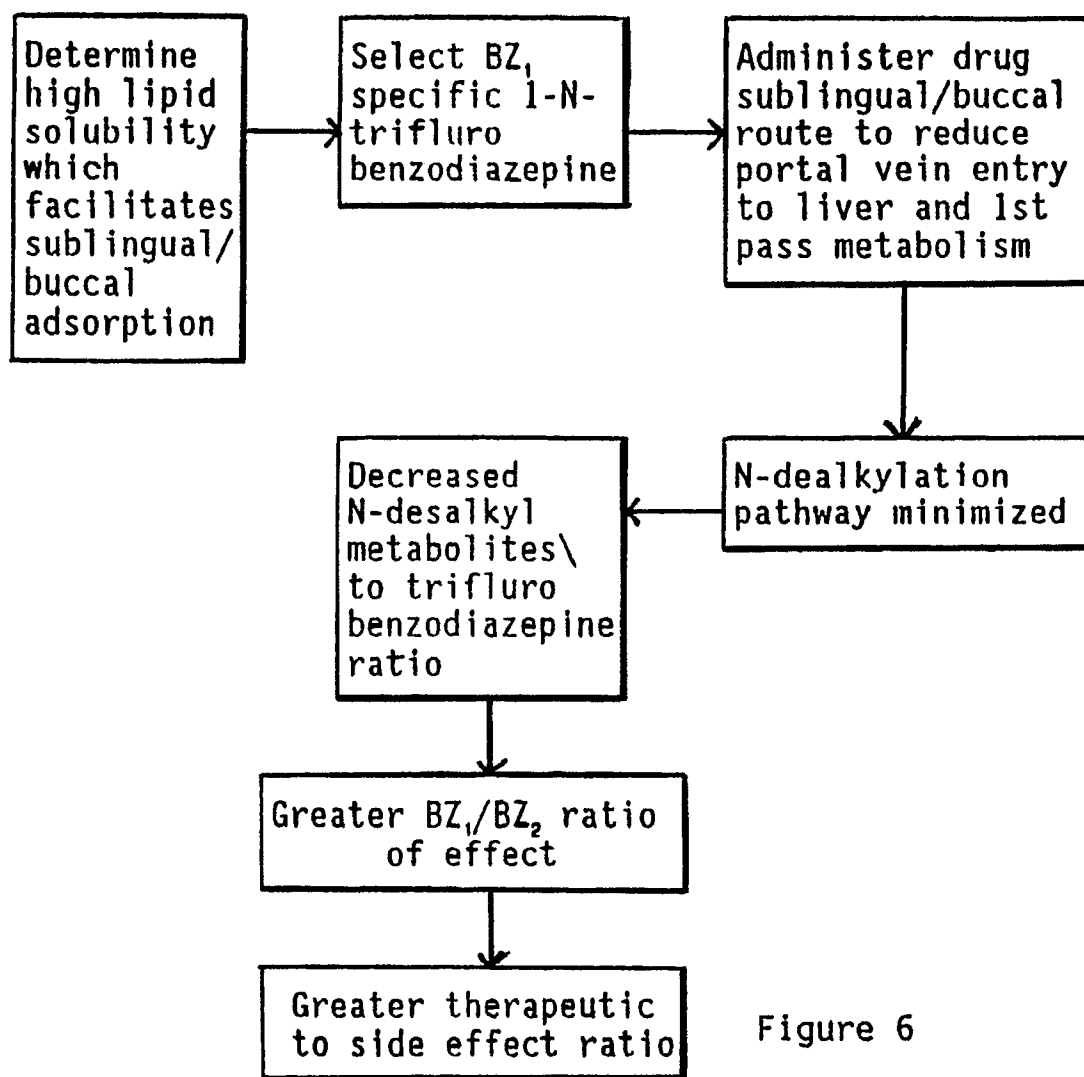 Determine
high lipid
solubility
which
facilitates
sublingual/
buccal
adsorption
Select BZ₁
specific 1-N-
trifluro
benzodiazepine
Administer drug
sublingual/buccal
route to reduce
portal vein entry
to liver and 1st
pass metabolism
N-dealkylation
pathway minimized
Decreased
N-desalkyl
metabolites\
to trifluro
benzodiazepine
ratio
Greater BZ₁/BZ₂ ratio
of effect
Greater therapeutic
to side effect ratio
Figure 6